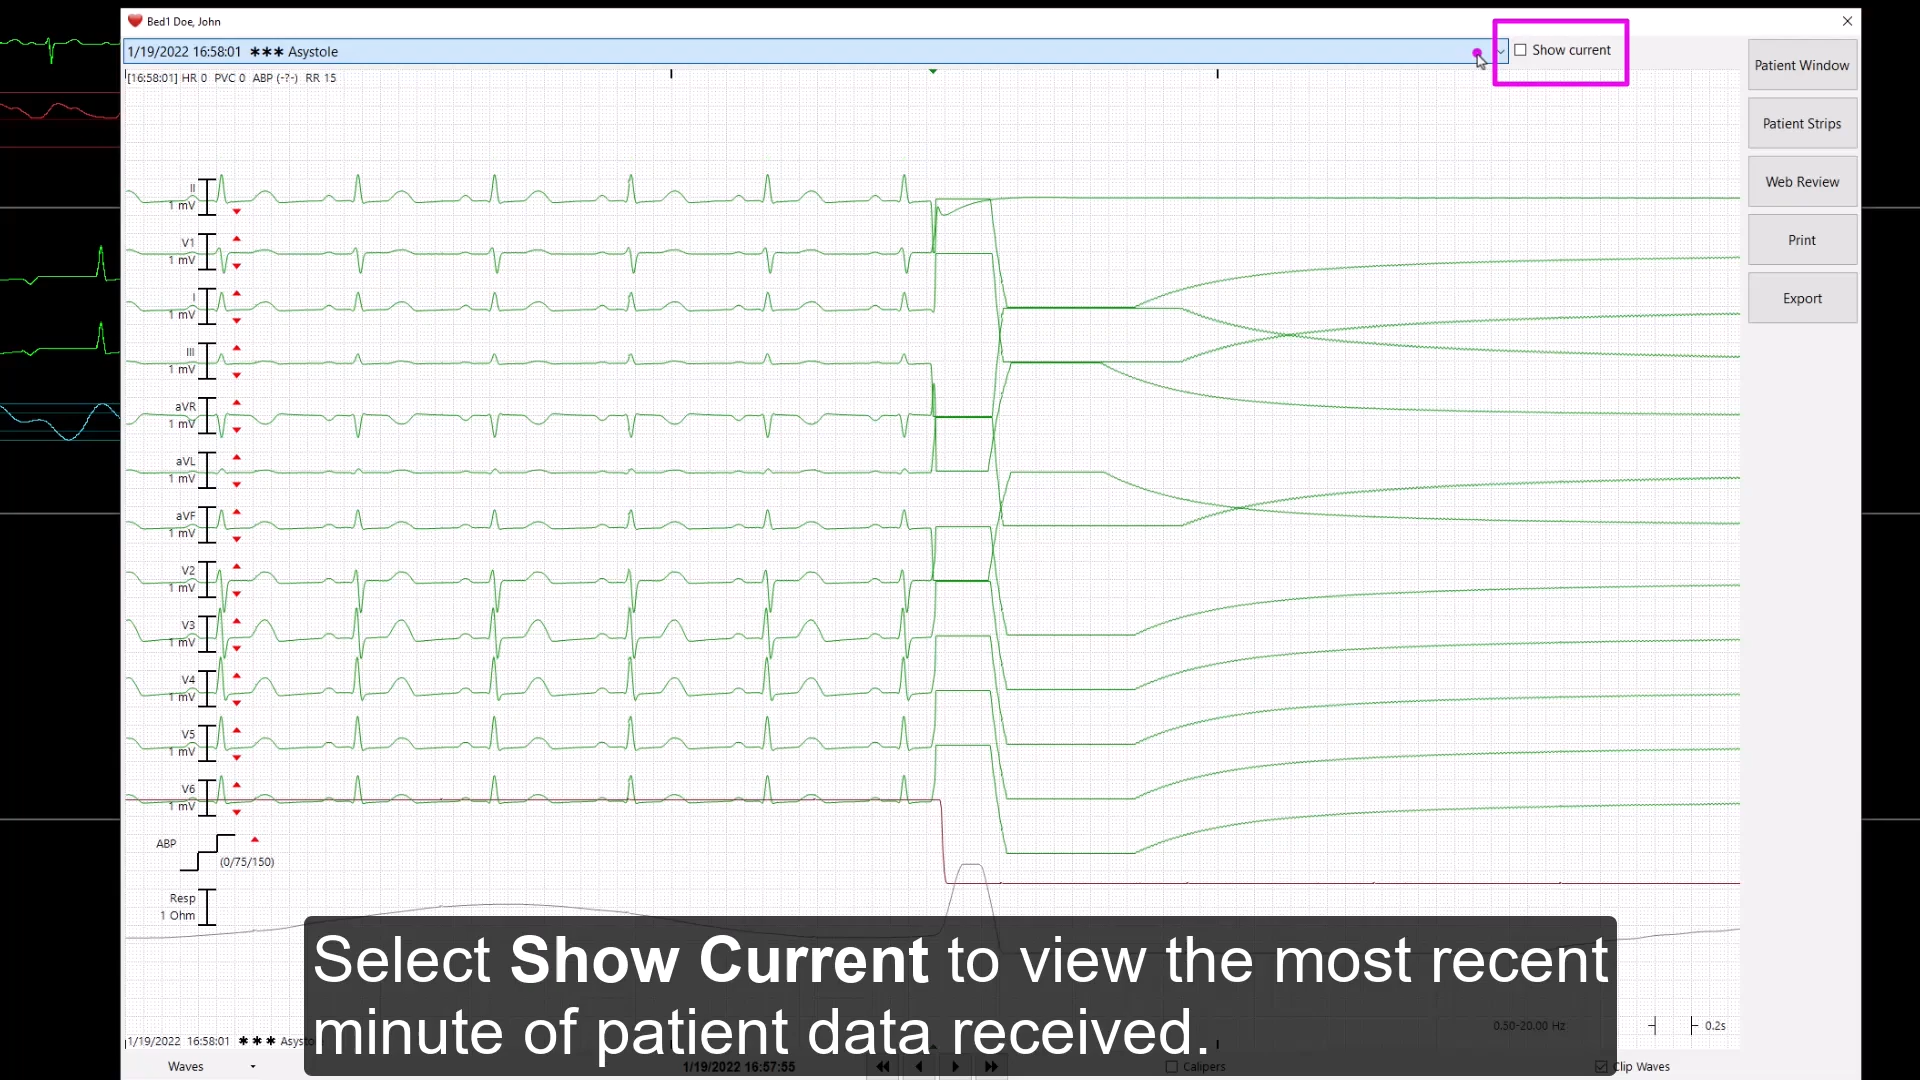 Bed1 Doe, John
1/19/2022 16:58:01 ✱✱✱ Asystole
Show current
[16:58:01] HR 0 PVC 0 ABP (-?-) RR 15
Patient Window
Patient Strips
Web Review
Print
Export
II
1 mV
V1
1 mV
I
1 mV
III
1 mV
aVR
1 mV
aVL
1 mV
aVF
1 mV
V2
1 mV
V3
1 mV
V4
1 mV
V5
1 mV
V6
1 mV
ABP
(0/75/150)
Resp
1 Ohm
Select Show Current to view the most recent
minute of patient data received.
0.50-20.00 Hz
0.2s
1/19/2022 16:58:01 ✱✱✱ Asysto
Waves
1/19/2022 16:57:55
Calipers
Clip Waves